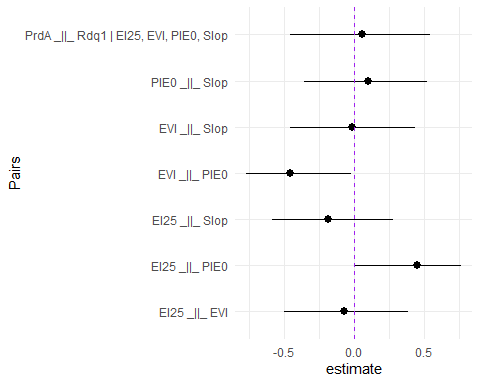 PrdA _||_ Rdq1 | EI25, EVI, PIE0, Slop
PIE0 _||_ Slop
EVI _||_ Slop
EVI _||_ PIE0
EI25 _||_ Slop
EI25 _||_ PIE0
EI25 _||_ EVI
Pairs
-0.5 0.0 0.5
estimate